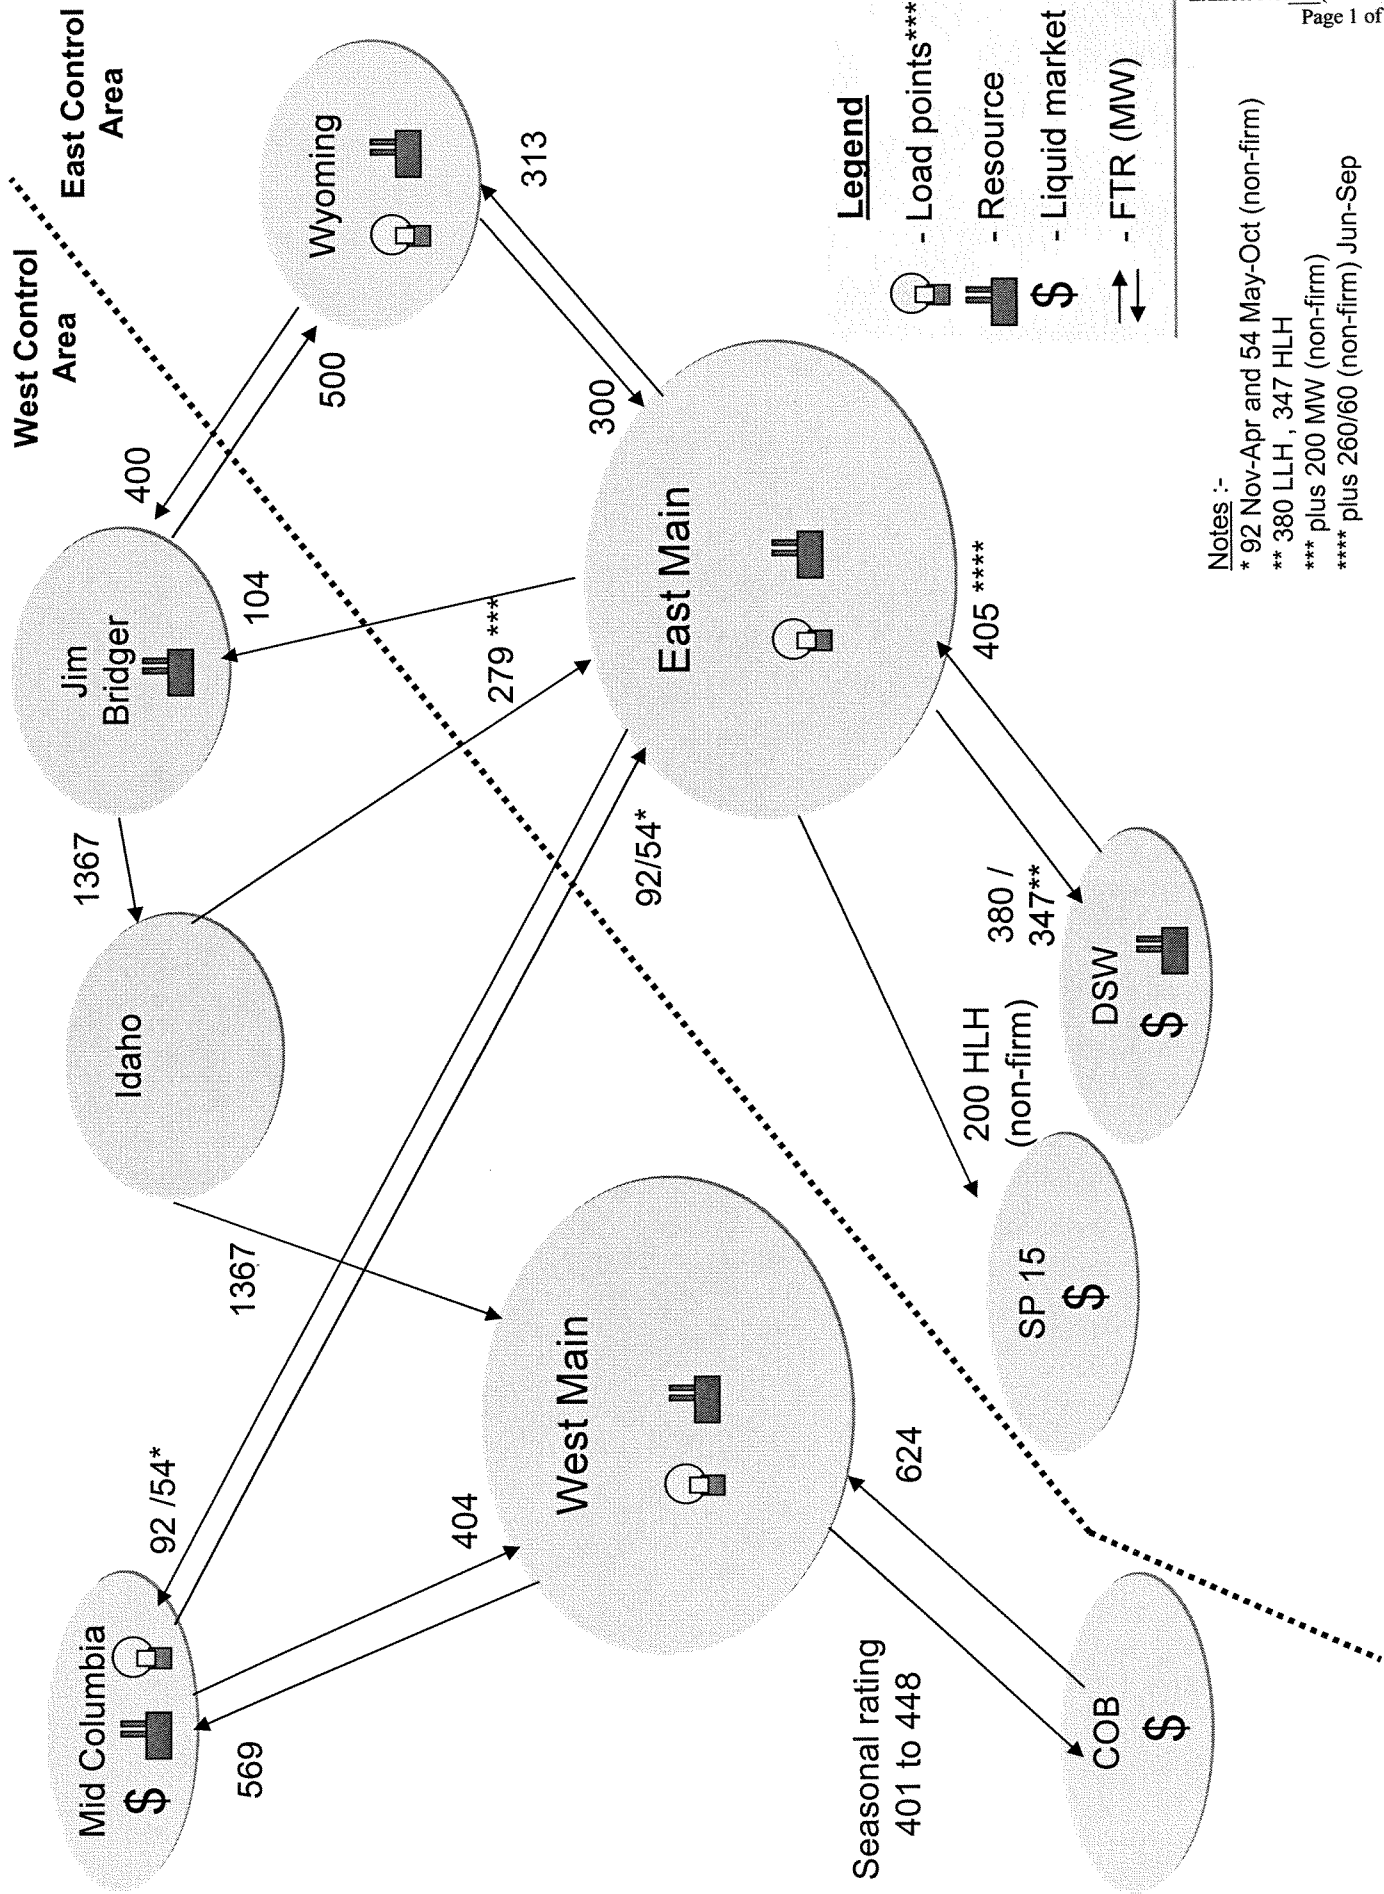 Page 1 of
West Control
Area
East Control
Area
Mid Columbia
$
92 /54*
569
404
1367
Idaho
1367
Jim
Bridger
400
500
Wyoming
104
279 ***
313
300
92/54*
West Main
East Main
Seasonal rating
401 to 448
624
COB
$
SP 15
$
200 HLH
(non-firm)
380 /
347**
405 ****
DSW
$
Legend
- Load points***
- Resource
$ - Liquid market
- FTR (MW)
Notes :-
* 92 Nov-Apr and 54 May-Oct (non-firm)
** 380 LLH , 347 HLH
*** plus 200 MW (non-firm)
**** plus 260/60 (non-firm) Jun-Sep